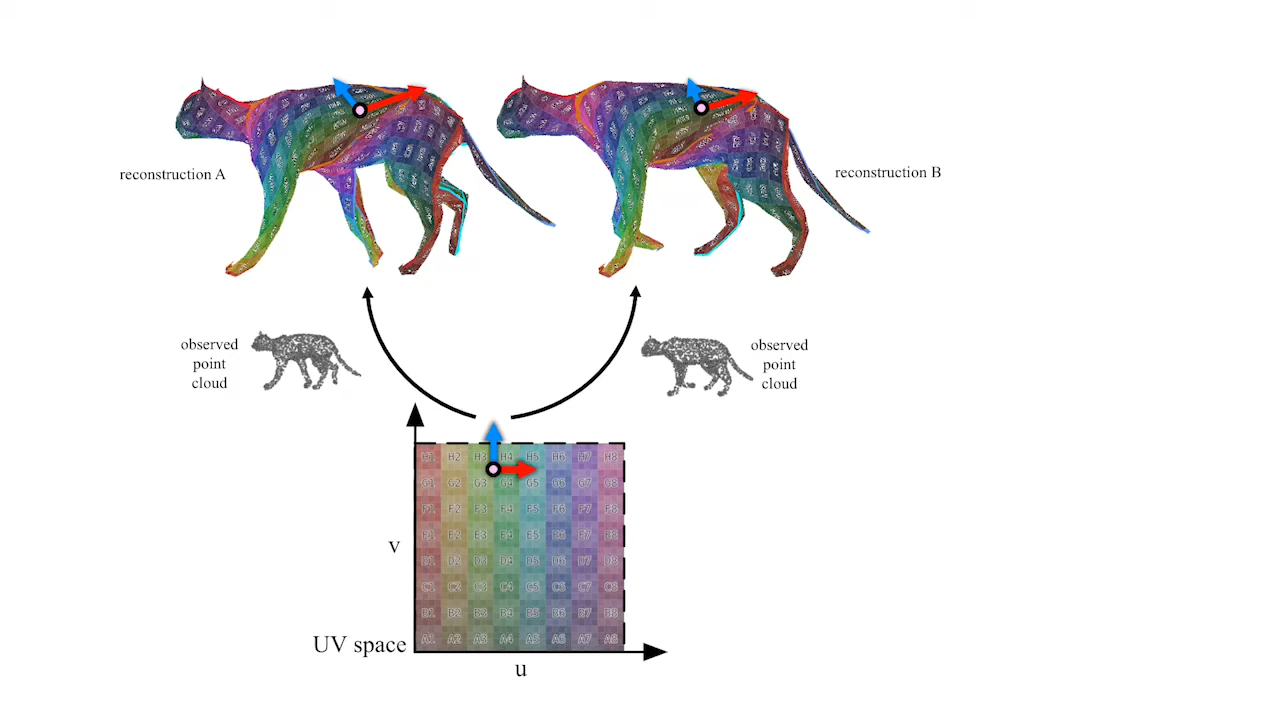 reconstruction A
reconstruction B
observed
point
cloud
observed
point
cloud
H1 H2 H3 H4 H5 H6 H7 H8
G1 G2 G3 G4 G5 G6 G7 G8
F1 F2 F3 F4 F5 F6 F7 F8
E1 E2 E3 E4 E5 E6 E7 E8
D1 D2 D3 D4 D5 D6 D7 D8
C1 C2 C3 C4 C5 C6 C7 C8
B1 B2 B3 B4 B5 B6 B7 B8
A1 A2 A3 A4 A5 A6 A7 A8
v
UV space
u